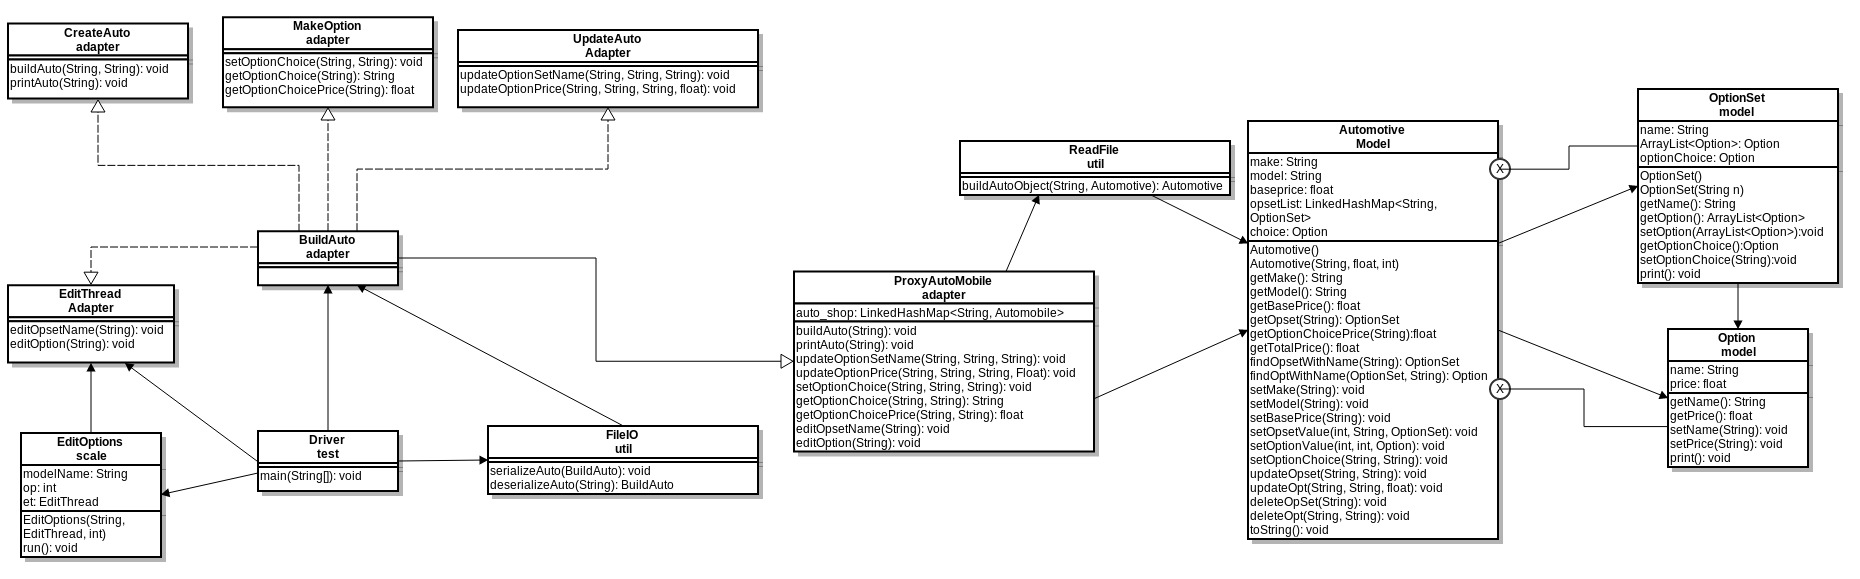 CreateAuto
adapter
buildAuto(String, String): void
printAuto(String): void
MakeOption
adapter
setOptionChoice(String, String): void
getOptionChoice(String): String
getOptionChoicePrice(String): float
UpdateAuto
Adapter
updateOptionSetName(String, String, String): void
updateOptionPrice(String, String, String, float): void
BuildAuto
adapter
EditThread
Adapter
editOpsetName(String): void
editOption(String): void
EditOptions
scale
modelName: String
op: int
et: EditThread
EditOptions(String,
EditThread, int)
run(): void
Driver
test
main(String[]): void
FileIO
util
serializeAuto(BuildAuto): void
deserializeAuto(String): BuildAuto
ProxyAutoMobile
adapter
auto_shop: LinkedHashMap<String, Automobile>
buildAuto(String): void
printAuto(String): void
updateOptionSetName(String, String, String): void
updateOptionPrice(String, String, String, Float): void
setOptionChoice(String, String, String): void
getOptionChoice(String, String): String
getOptionChoicePrice(String, String): float
editOpsetName(String): void
editOption(String): void
ReadFile
util
buildAutoObject(String, Automotive): Automotive
Automotive
Model
make: String
model: String
baseprice: float
opsetList: LinkedHashMap<String,
OptionSet>
choice: Option
Automotive()
Automotive(String, float, int)
getMake(): String
getModel(): String
getBasePrice(): float
getOpset(String): OptionSet
getOptionChoicePrice(String):float
getTotalPrice(): float
findOpsetWithName(String): OptionSet
findOptWithName(OptionSet, String): Option
setMake(String): void
setModel(String): void
setBasePrice(String): void
setOpsetValue(int, String, OptionSet): void
setOptionValue(int, int, Option): void
setOptionChoice(String, String): void
updateOpset(String, String): void
updateOpt(String, String, float): void
deleteOpSet(String): void
deleteOpt(String, String): void
toString(): void
X
X
OptionSet
model
name: String
ArrayList<Option>: Option
optionChoice: Option
OptionSet()
OptionSet(String n)
getName(): String
getOption(): ArrayList<Option>
setOption(ArrayList<Option>):void
getOptionChoice():Option
setOptionChoice(String):void
print(): void
Option
model
name: String
price: float
getName(): String
getPrice(): float
setName(String): void
setPrice(String): void
print(): void